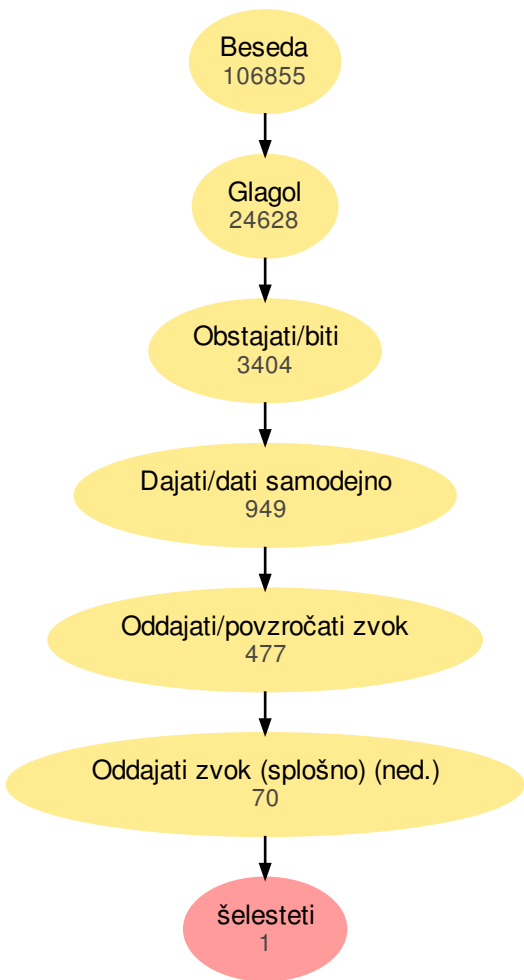 Beseda
106855
Glagol
24628
Obstajati/biti
3404
Dajati/dati samodejno
949
Oddajati/povzročati zvok
477
Oddajati zvok (splošno) (ned.)
70
šelesteti
1